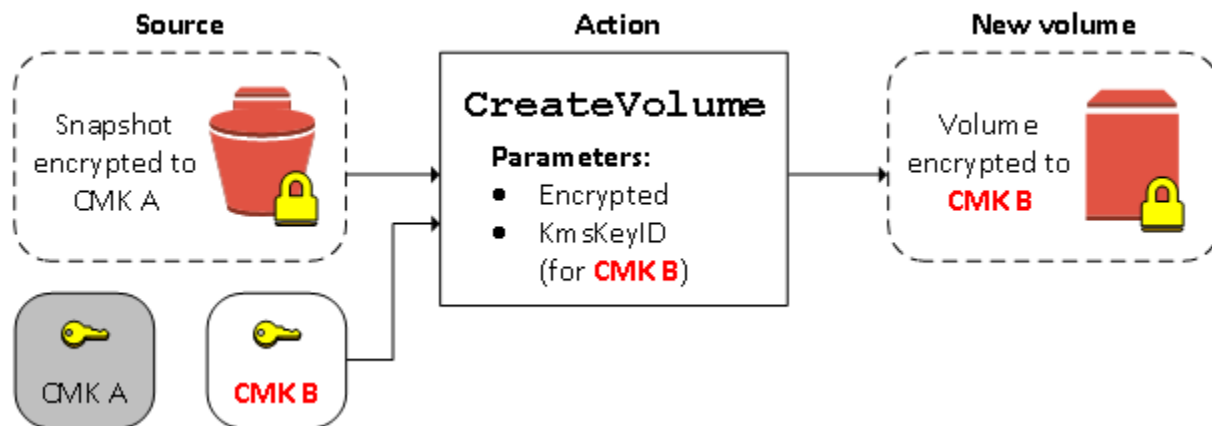 Source
Action
New volume
Snapshot
encrypted to
CMK A
CreateVolume
Parameters:
● Encrypted
● KmsKeyID
(for CMK B)
Volume
encrypted to
CMK B
CMK A
CMK B